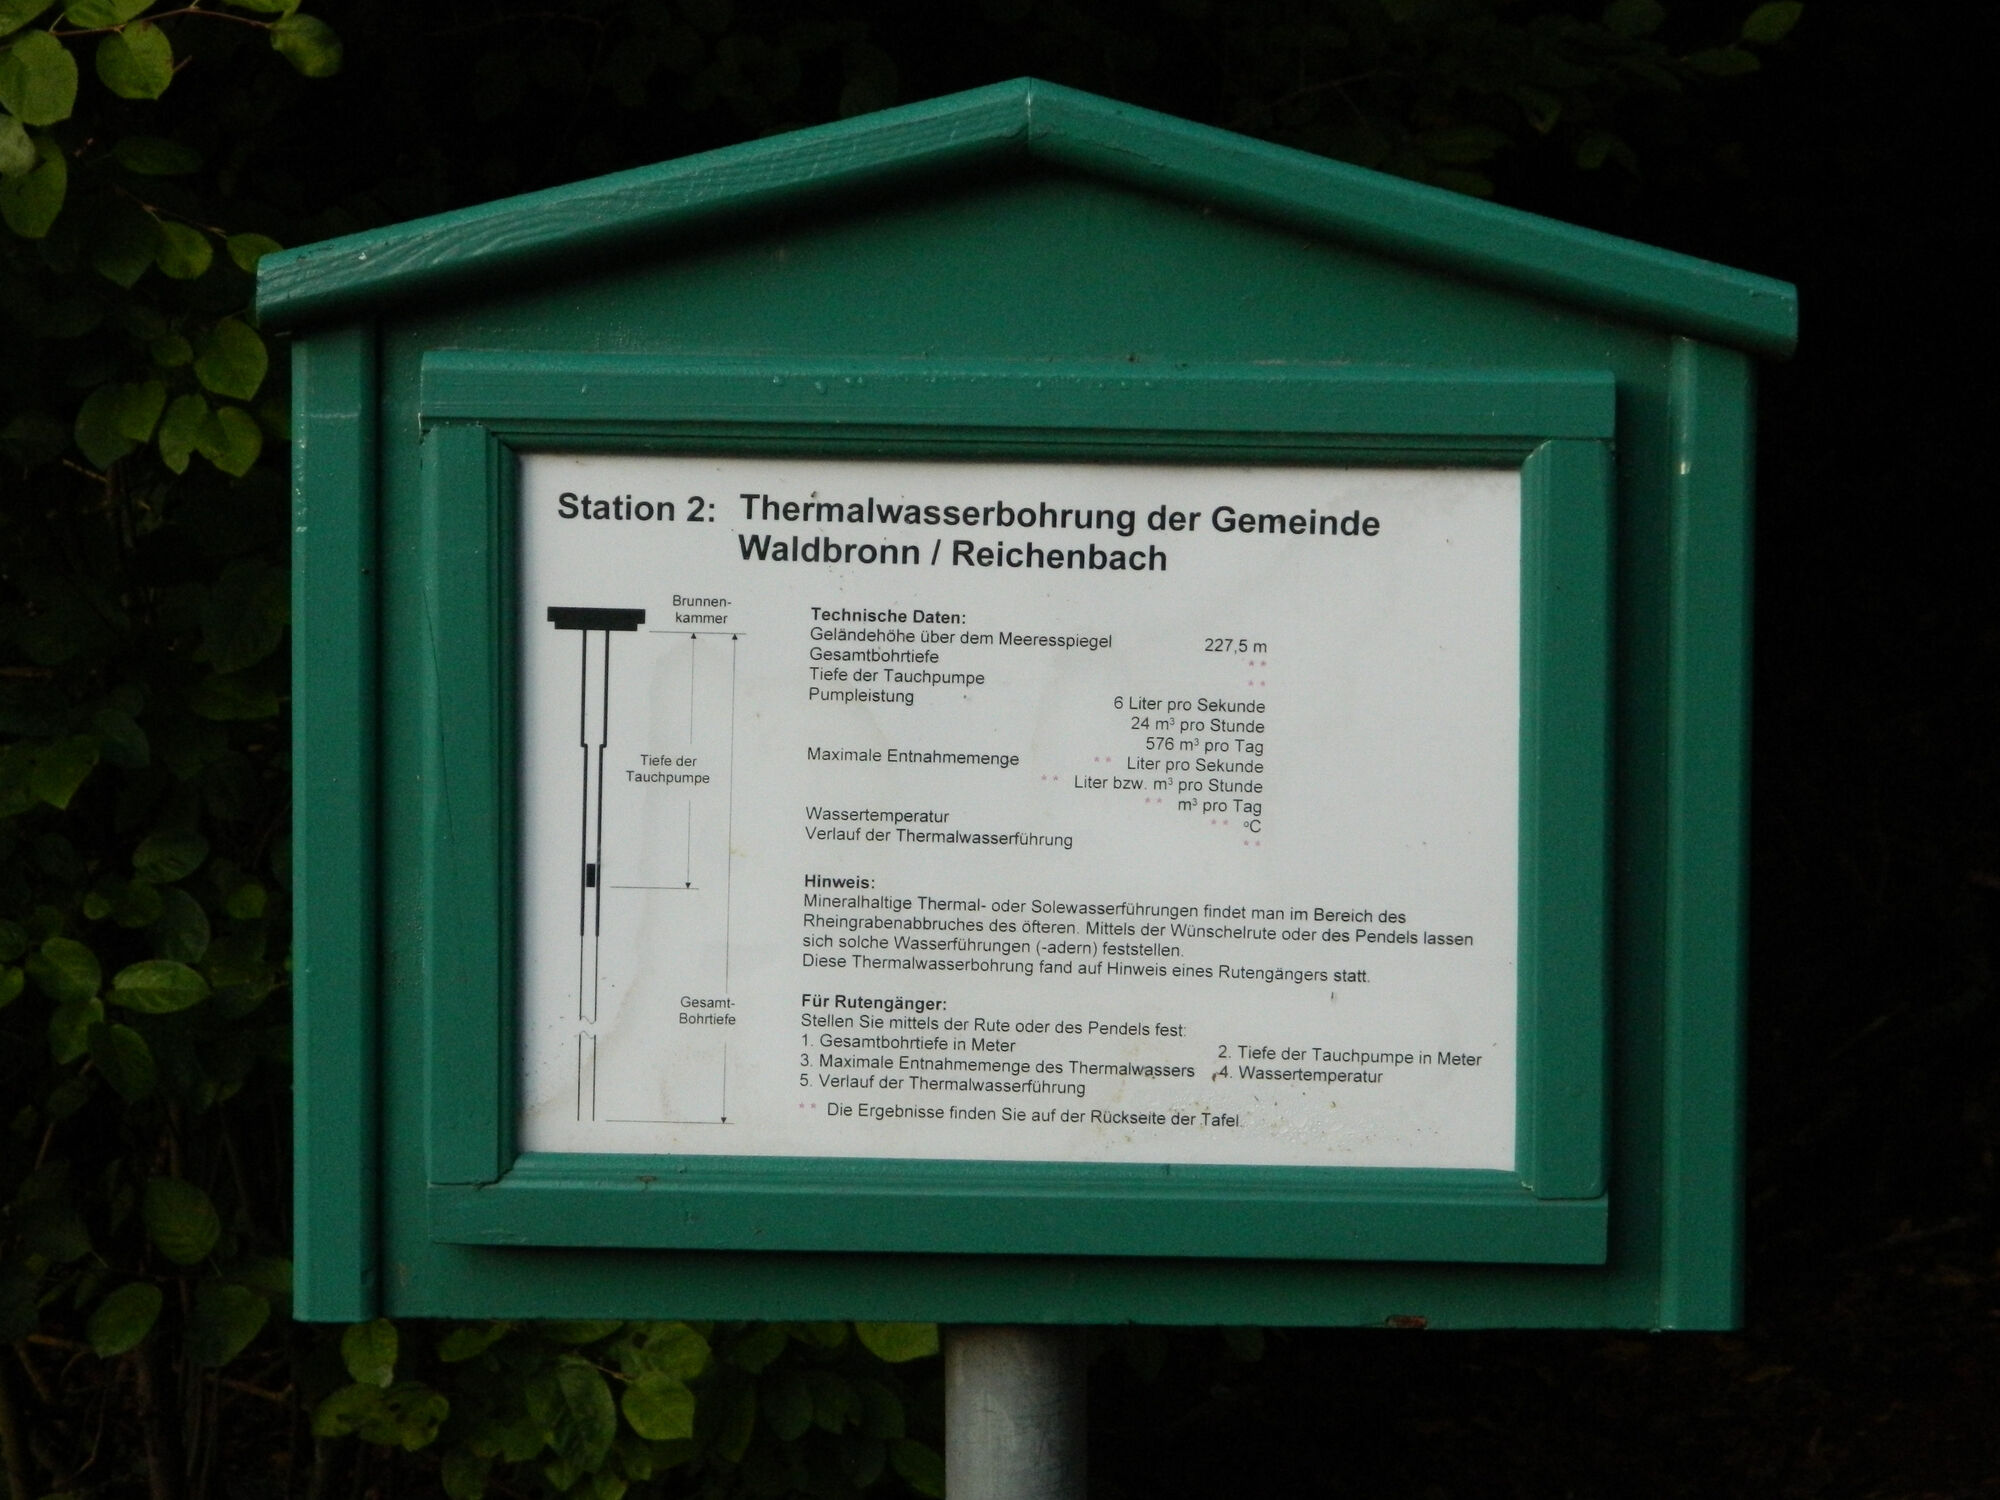 Station 2: Thermalwasserbohrung der Gemeinde
Waldbronn / Reichenbach
Brunnen-
kammer
Tiefe der
Tauchpumpe
Gesamt-
Bohrtiefe
Technische Daten:
Geländehöhe über dem Meeresspiegel 227,5 m
Gesamtbohrtiefe **
Tiefe der Tauchpumpe **
Pumpleistung 6 Liter pro Sekunde
24 m³ pro Stunde
576 m³ pro Tag
Maximale Entnahmemenge ** Liter pro Sekunde
** Liter bzw. m³ pro Stunde
** m³ pro Tag
Wassertemperatur ** ºC
Verlauf der Thermalwasserführung **
Hinweis:
Mineralhaltige Thermal- oder Solewasserführungen findet man im Bereich des
Rheingrabenabbruches des öfteren. Mittels der Wünschelrute oder des Pendels lassen
sich solche Wasserführungen (-adern) feststellen.
Diese Thermalwasserbohrung fand auf Hinweis eines Rutengängers statt.
Für Rutengänger:
Stellen Sie mittels der Rute oder des Pendels fest:
1. Gesamtbohrtiefe in Meter 2. Tiefe der Tauchpumpe in Meter
3. Maximale Entnahmemenge des Thermalwassers 4. Wassertemperatur
5. Verlauf der Thermalwasserführung
** Die Ergebnisse finden Sie auf der Rückseite der Tafel.